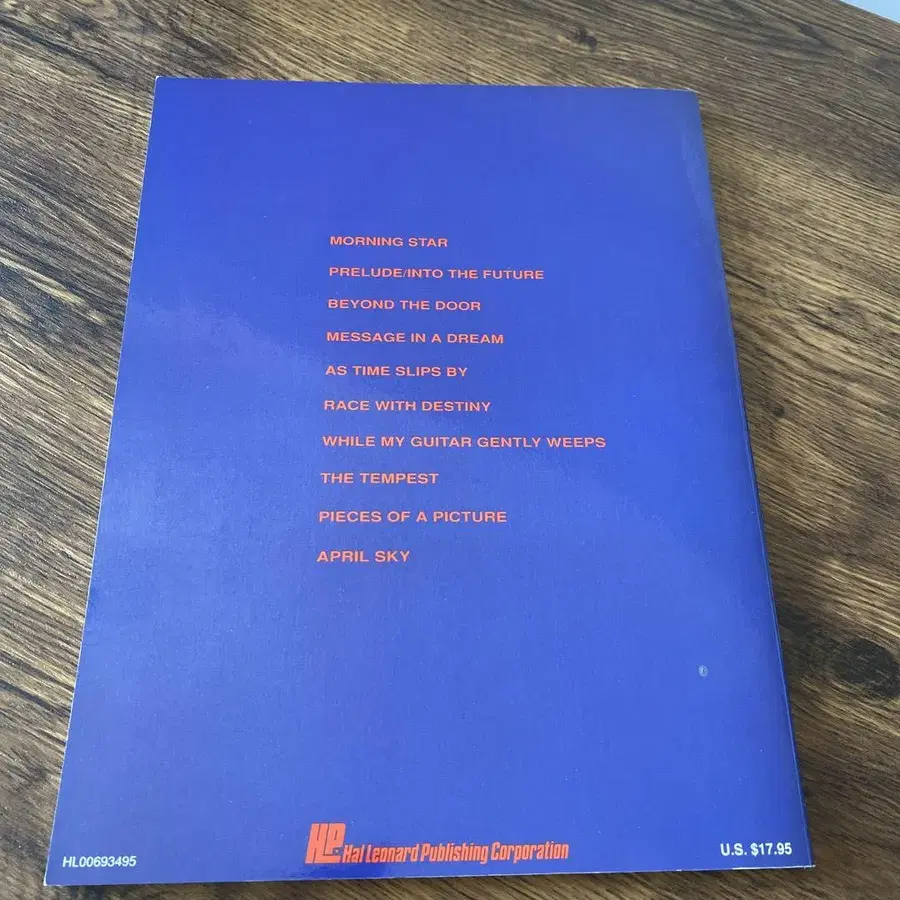 MORNING STAR
PRELUDE/INTO THE FUTURE
BEYOND THE DOOR
MESSAGE IN A DREAM
AS TIME SLIPS BY
RACE WITH DESTINY
WHILE MY GUITAR GENTLY WEEPS
THE TEMPEST
PIECES OF A PICTURE
APRIL SKY
HL00693495
HL Hal Leonard Publishing Corporation
U.S. $17.95